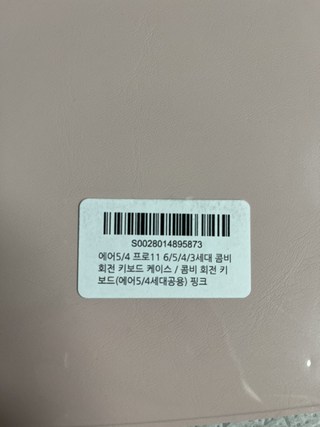 S0028014895873
에어5/4 프로11 6/5/4/3세대 콤비
회전 키보드 케이스 / 콤비 회전 키
보드(에어5/4세대공용) 핑크